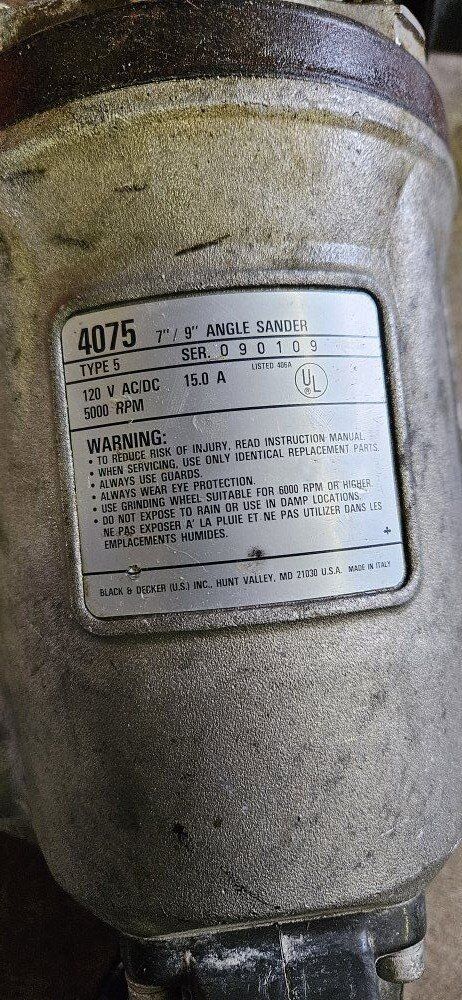 4075 7"/9" ANGLE SANDER
TYPE 5 SER. 090109
120 V AC/DC 15.0 A LISTED 406A
5000 RPM UL ®
WARNING:
• TO REDUCE RISK OF INJURY, READ INSTRUCTION MANUAL.
• WHEN SERVICING, USE ONLY IDENTICAL REPLACEMENT PARTS.
• ALWAYS USE GUARDS.
• ALWAYS WEAR EYE PROTECTION.
• USE GRINDING WHEEL SUITABLE FOR 6000 RPM OR HIGHER.
• DO NOT EXPOSE TO RAIN OR USE IN DAMP LOCATIONS.
NE PAS EXPOSER A' LA PLUIE ET NE PAS UTILIZER DANS LES
EMPLACEMENTS HUMIDES.
BLACK & DECKER (U.S.) INC., HUNT VALLEY, MD 21030 U.S.A. MADE IN ITALY